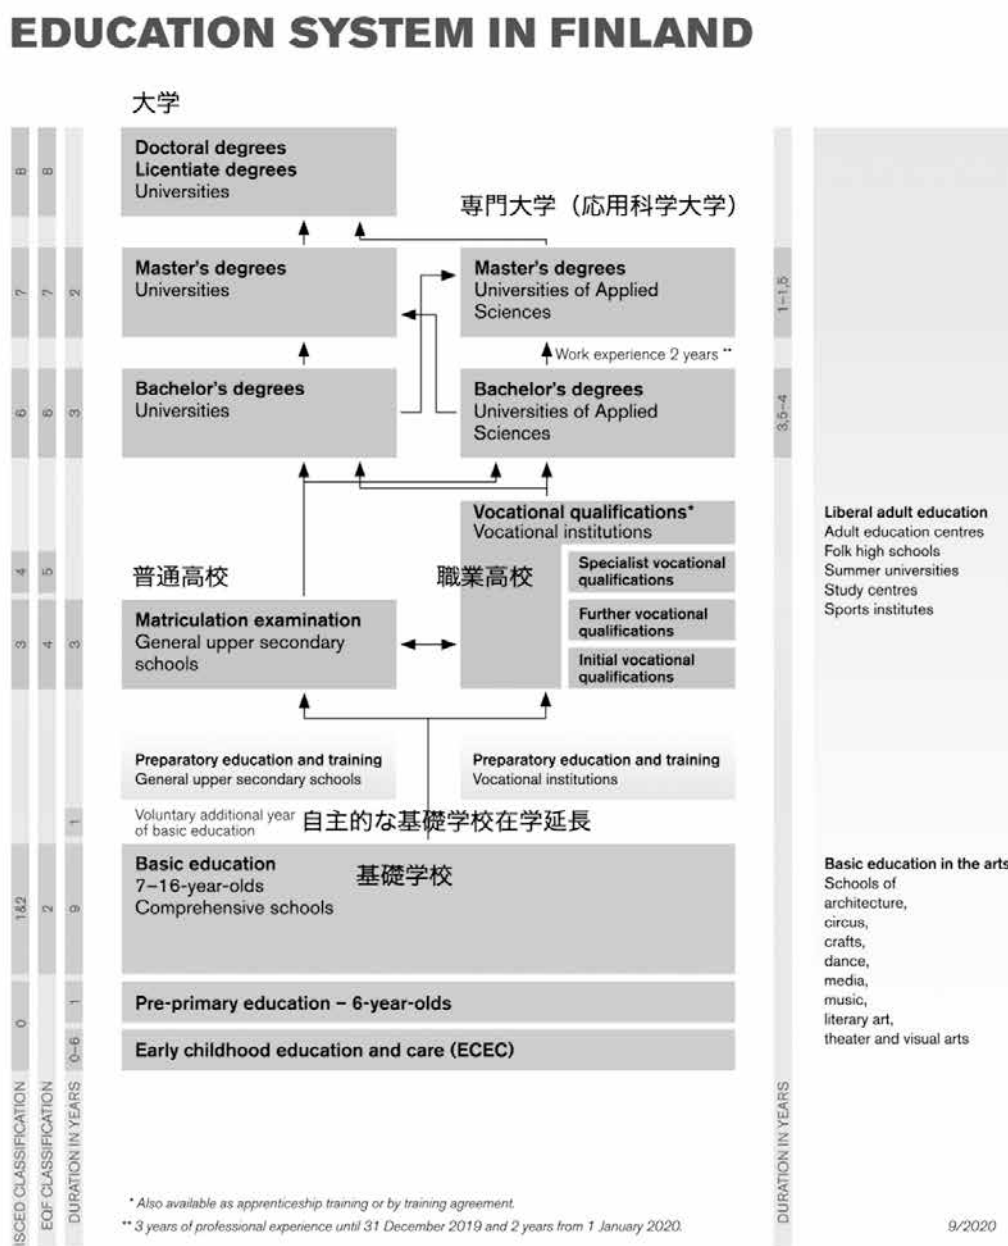 EDUCATION SYSTEM IN FINLAND
大学
8
8
Doctoral degrees
Licentiate degrees
Universities
専門大学（応用科学大学）
7
7
2
Master's degrees
Universities
Master's degrees
Universities of Applied
Sciences
1–1,5
Work experience 2 years **
6
6
3
Bachelor's degrees
Universities
Bachelor's degrees
Universities of Applied
Sciences
3,5–4
Vocational qualifications*
Vocational institutions
4
5
普通高校
職業高校
Specialist vocational
qualifications
Further vocational
qualifications
Initial vocational
qualifications
3
4
3
Matriculation examination
General upper secondary
schools
Liberal adult education
Adult education centres
Folk high schools
Summer universities
Study centres
Sports institutes
Preparatory education and training
General upper secondary schools
Preparatory education and training
Vocational institutions
1
Voluntary additional year
of basic education
自主的な基礎学校在学延長
1&2
2
9
Basic education
7–16-year-olds
Comprehensive schools
基礎学校
Basic education in the arts
Schools of
architecture,
circus,
crafts,
dance,
media,
music,
literary art,
theater and visual arts
0
1
Pre-primary education – 6-year-olds
0–6
Early childhood education and care (ECEC)
ISCED CLASSIFICATION
EQF CLASSIFICATION
DURATION IN YEARS
DURATION IN YEARS
* Also available as apprenticeship training or by training agreement.
** 3 years of professional experience until 31 December 2019 and 2 years from 1 January 2020.
9/2020